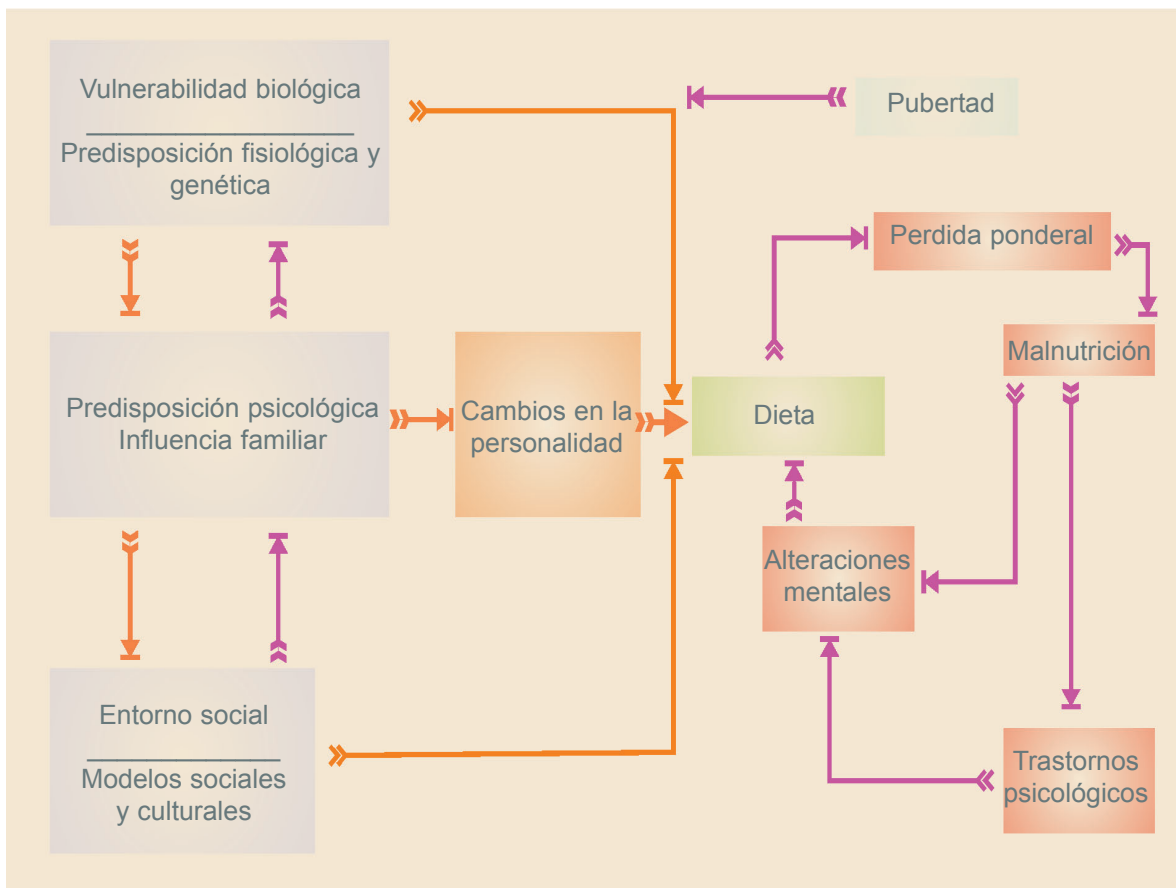 Vulnerabilidad biológica
Predisposición fisiológica y
genética
Pubertad
Perdida ponderal
Malnutrición
Predisposición psicológica
Influencia familiar
Cambios en la
personalidad
Dieta
Alteraciones
mentales
Entorno social
Modelos sociales
y culturales
Trastornos
psicológicos